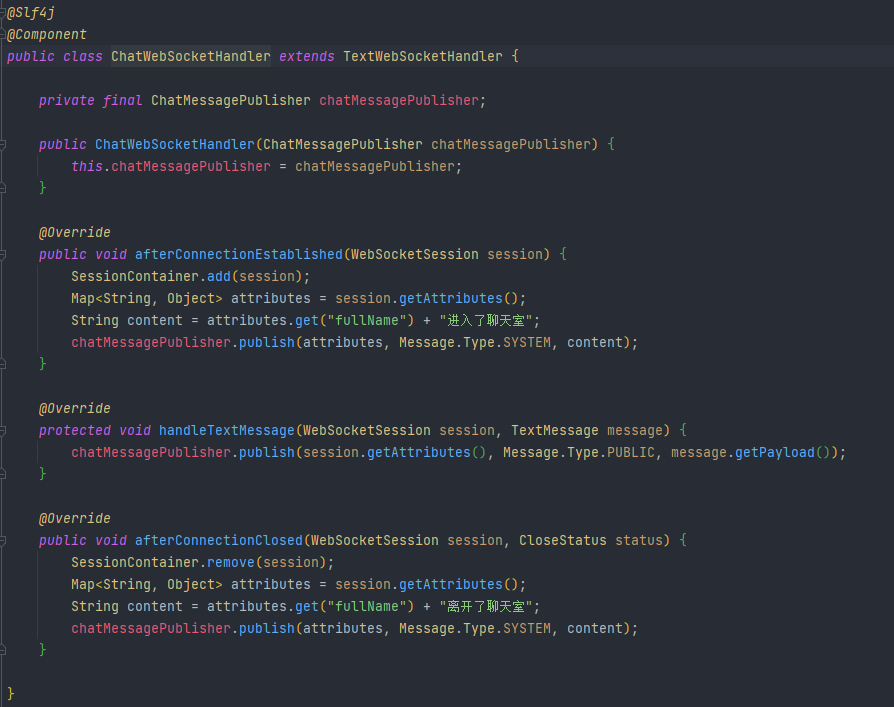 @Slf4j
@Component
public class ChatWebSocketHandler extends TextWebSocketHandler {
private final ChatMessagePublisher chatMessagePublisher;
public ChatWebSocketHandler(ChatMessagePublisher chatMessagePublisher) {
this.chatMessagePublisher = chatMessagePublisher;
}
@Override
public void afterConnectionEstablished(WebSocketSession session) {
SessionContainer.add(session);
Map<String, Object> attributes = session.getAttributes();
String content = attributes.get("fullName") + "进入了聊天室";
chatMessagePublisher.publish(attributes, Message.Type.SYSTEM, content);
}
@Override
protected void handleTextMessage(WebSocketSession session, TextMessage message) {
chatMessagePublisher.publish(session.getAttributes(), Message.Type.PUBLIC, message.getPayload());
}
@Override
public void afterConnectionClosed(WebSocketSession session, CloseStatus status) {
SessionContainer.remove(session);
Map<String, Object> attributes = session.getAttributes();
String content = attributes.get("fullName") + "离开了聊天室";
chatMessagePublisher.publish(attributes, Message.Type.SYSTEM, content);
}
}